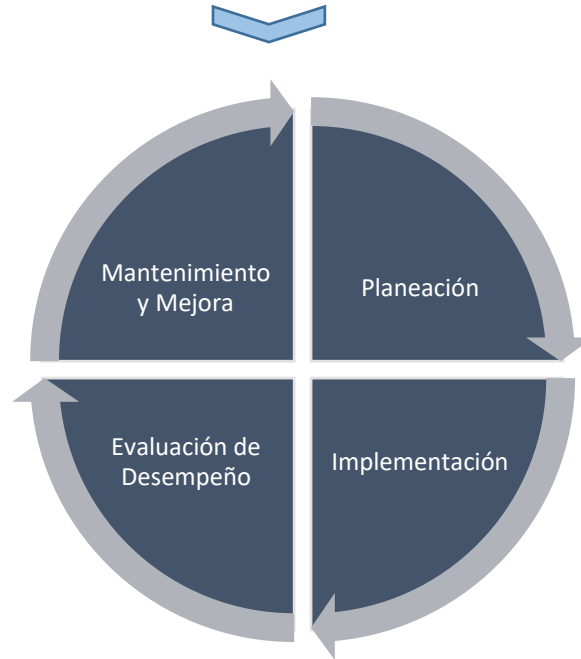 Mantenimiento
y Mejora
Planeación
Evaluación de
Desempeño
Implementación